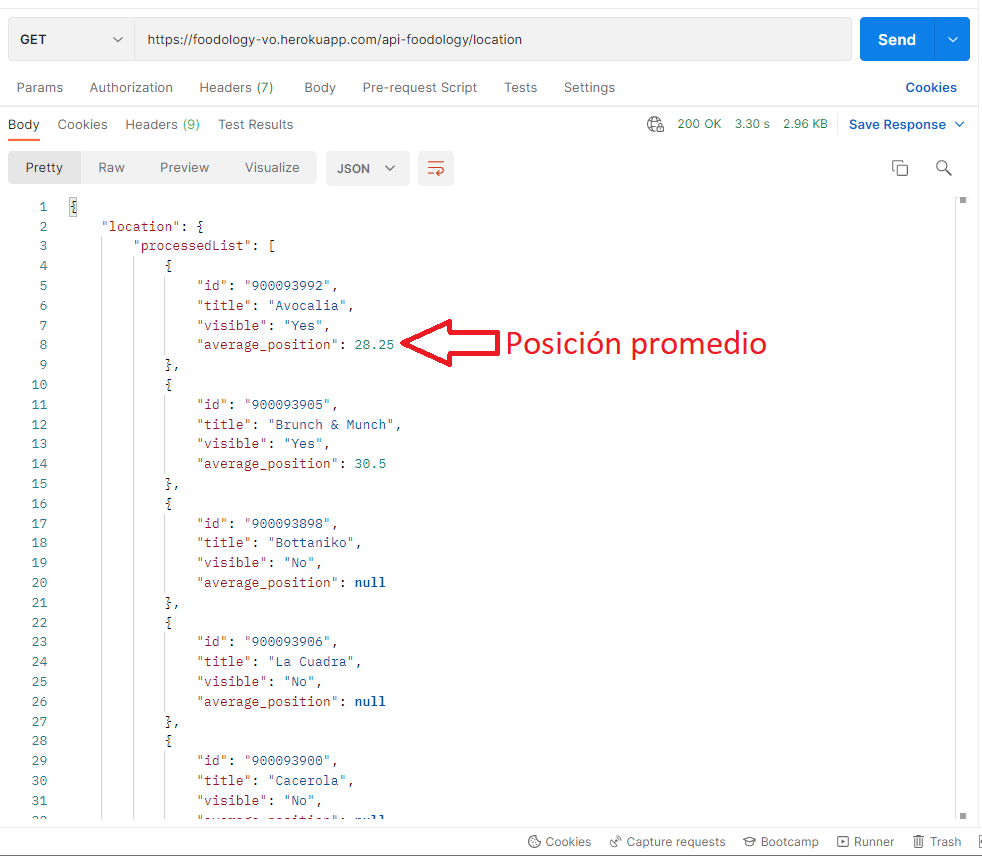 GET https://foodology-vo.herokuapp.com/api-foodology/location Send
Params Authorization Headers (7) Body Pre-request Script Tests Settings Cookies
Body Cookies Headers (9) Test Results 200 OK 3.30 s 2.96 KB Save Response
Pretty Raw Preview Visualize JSON
1 {
2 "location": {
3 "processedList": [
4 {
5 "id": "900093992",
6 "title": "Avocalia",
7 "visible": "Yes",
8 "average_position": 28.25 Posición promedio
9 },
10 {
11 "id": "900093905",
12 "title": "Brunch & Munch",
13 "visible": "Yes",
14 "average_position": 30.5
15 },
16 {
17 "id": "900093898",
18 "title": "Bottaniko",
19 "visible": "No",
20 "average_position": null
21 },
22 {
23 "id": "900093906",
24 "title": "La Cuadra",
25 "visible": "No",
26 "average_position": null
27 },
28 {
29 "id": "900093900",
30 "title": "Cacerola",
31 "visible": "No",
Cookies Capture requests Bootcamp Runner Trash